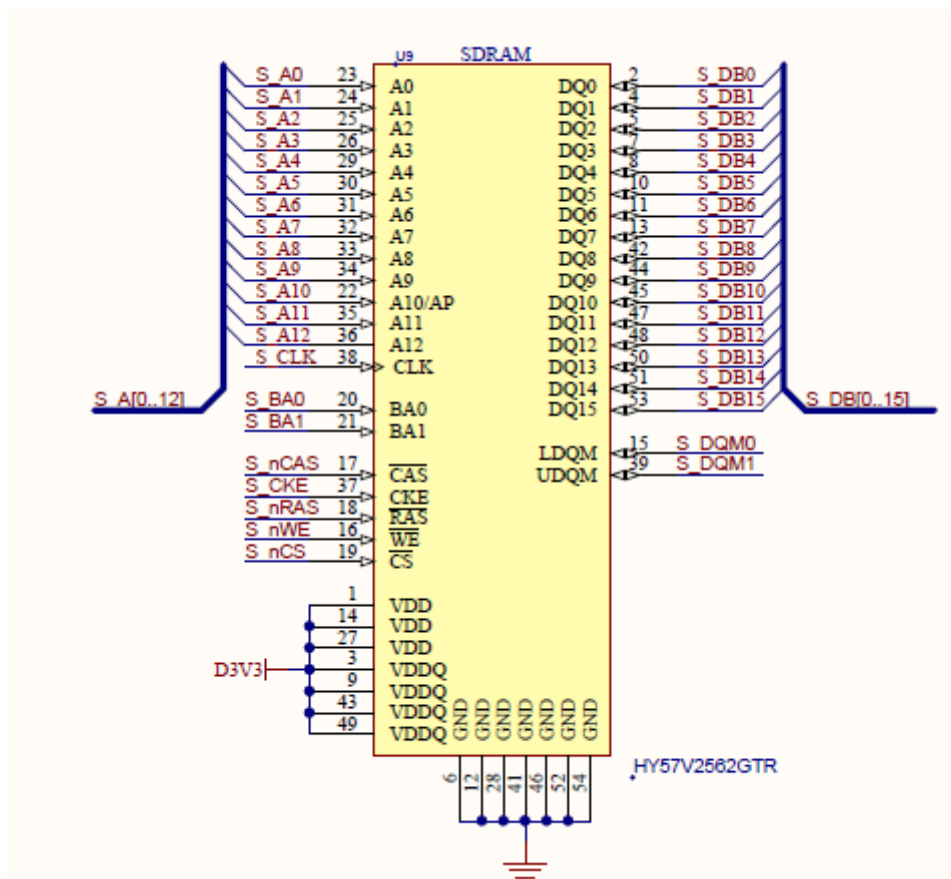 U9 SDRAM
S_A0 23 A0 DQ0 2 S_DB0
S_A1 24 A1 DQ1 4 S_DB1
S_A2 25 A2 DQ2 5 S_DB2
S_A3 26 A3 DQ3 7 S_DB3
S_A4 29 A4 DQ4 8 S_DB4
S_A5 30 A5 DQ5 10 S_DB5
S_A6 31 A6 DQ6 11 S_DB6
S_A7 32 A7 DQ7 13 S_DB7
S_A8 33 A8 DQ8 42 S_DB8
S_A9 34 A9 DQ9 44 S_DB9
S_A10 22 A10/AP DQ10 45 S_DB10
S_A11 35 A11 DQ11 47 S_DB11
S_A12 36 A12 DQ12 48 S_DB12
S_CLK 38 CLK DQ13 50 S_DB13
DQ14 51 S_DB14
S_A[0..12] S_BA0 20 BA0 DQ15 53 S_DB15 S_DB[0..15]
S_BA1 21 BA1
LDQM 15 S_DQM0
S_nCAS 17 CAS UDQM 39 S_DQM1
S_CKE 37 CKE
S_nRAS 18 RAS
S_nWE 16 WE
S_nCS 19 CS
1 VDD
14 VDD
27 VDD
D3V3 3 VDDQ
9 VDDQ
43 VDDQ
49 VDDQ
GND GND GND GND GND GND GND
HY57V2562GTR
6 12 28 41 46 52 54